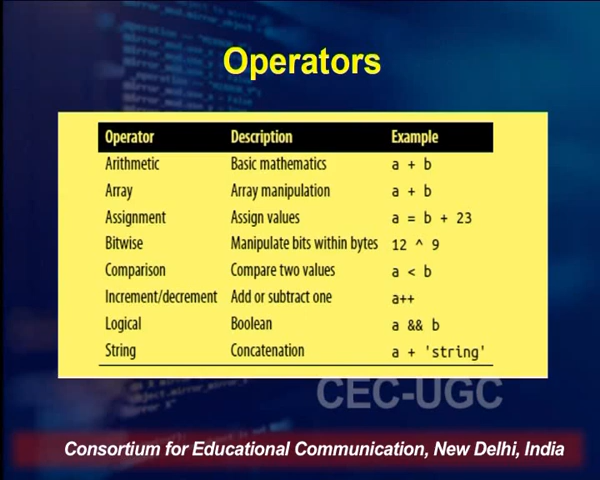 Operators
Operator Description Example
Arithmetic Basic mathematics a + b
Array Array manipulation a + b
Assignment Assign values a = b + 23
Bitwise Manipulate bits within bytes 12 ^ 9
Comparison Compare two values a < b
Increment/decrement Add or subtract one a++
Logical Boolean a && b
String Concatenation a + 'string'
CEC-UGC
Consortium for Educational Communication, New Delhi, India